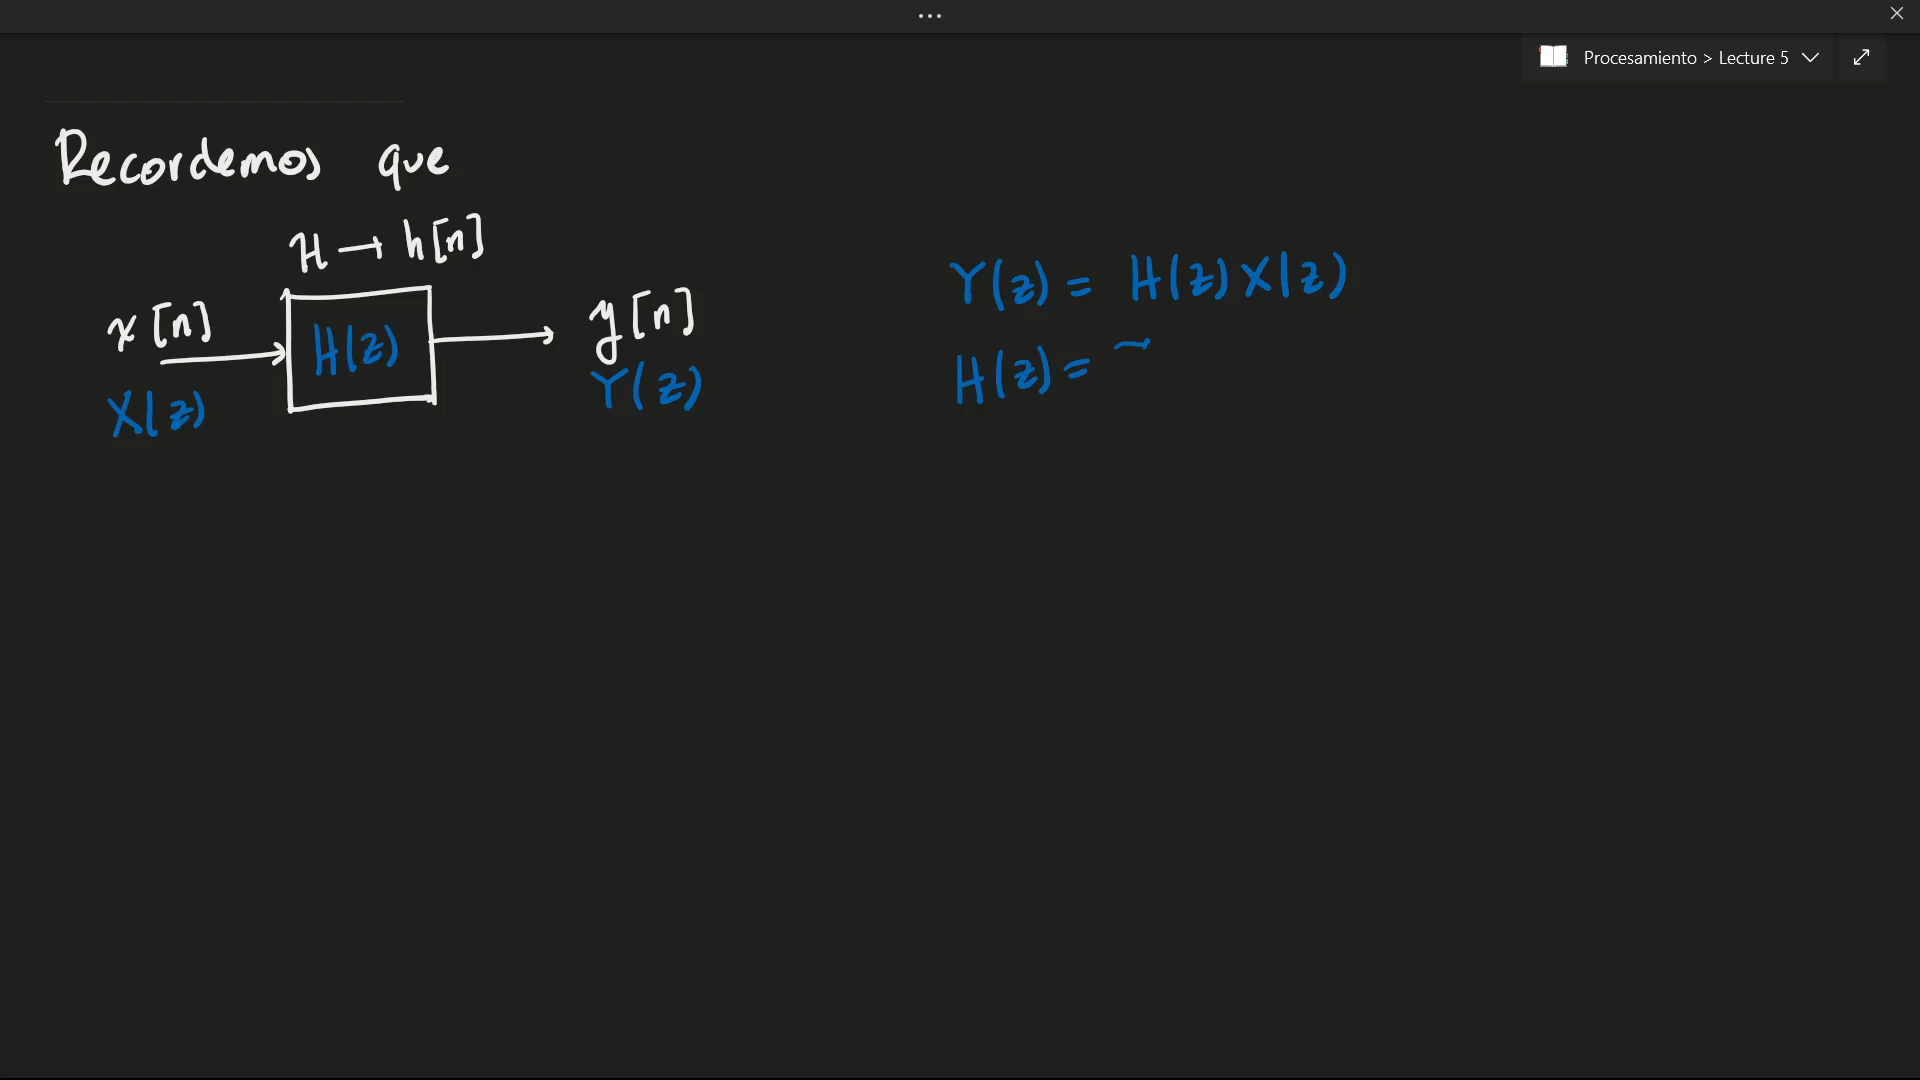 Procesamiento > Lecture 5
Recordemos que
H → h[n]
x[n]
H(z)
y[n]
X(z)
Y(z)
Y(z) = H(z) X(z)
H(z) =